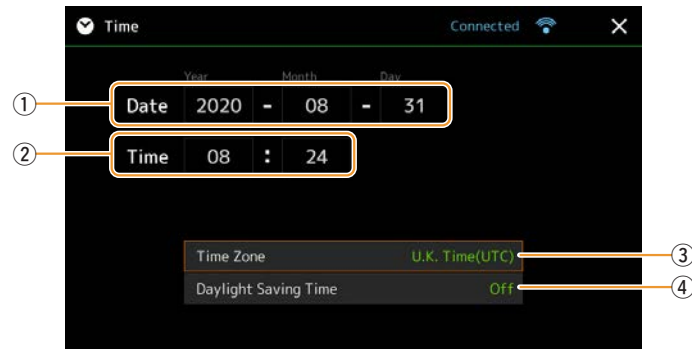 Time Connected
Year Month Day
① Date 2020 - 08 - 31
② Time 08 : 24
Time Zone U.K. Time(UTC) ③
Daylight Saving Time Off ④